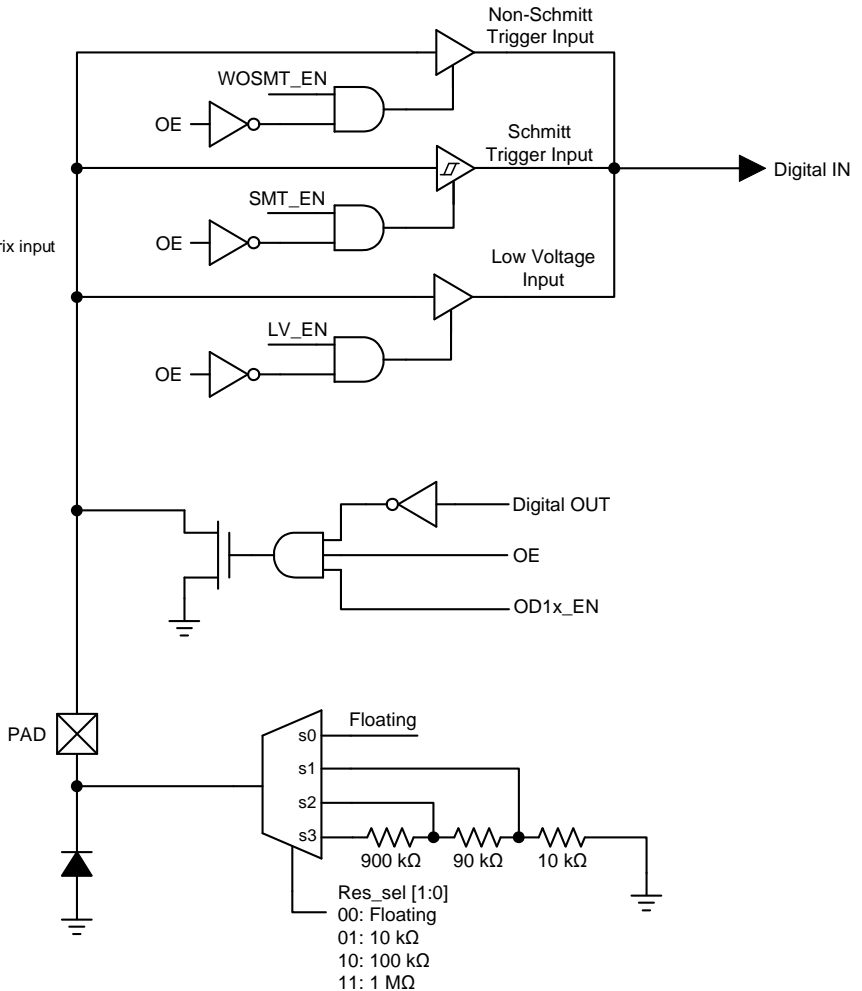 Non-Schmitt
Trigger Input
WOSMT_EN
OE
Schmitt
Trigger Input
Digital IN
SMT_EN
OE
rix input
Low Voltage
Input
LV_EN
OE
Digital OUT
OE
OD1x_EN
PAD
Floating
s0
s1
s2
s3
900 kΩ
90 kΩ
10 kΩ
Res_sel [1:0]
00: Floating
01: 10 kΩ
10: 100 kΩ
11: 1 MΩ